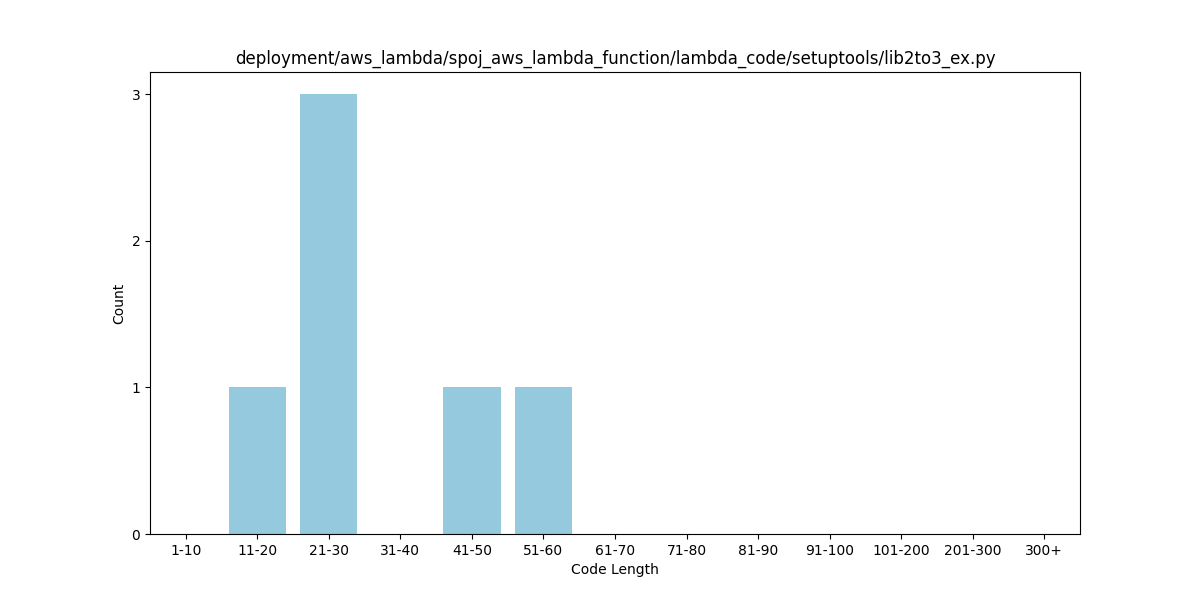 deployment/aws_lambda/spoj_aws_lambda_function/lambda_code/setuptools/lib2to3_ex.py
3
2
1
0
Count
1-10 11-20 21-30 31-40 41-50 51-60 61-70 71-80 81-90 91-100 101-200 201-300 300+
Code Length